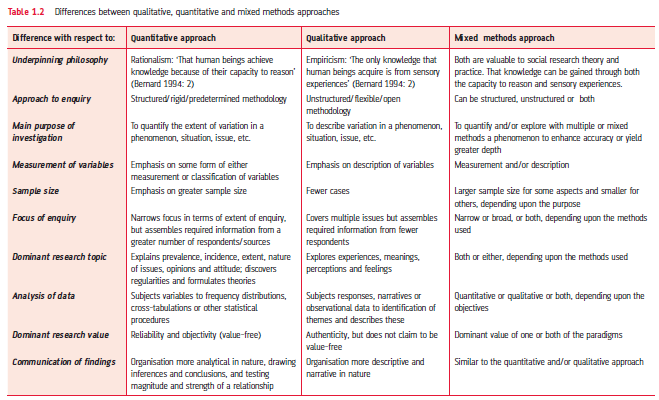 Table 1.2 Differences between qualitative, quantitative and mixed methods approaches
Difference with respect to: Quantitative approach Qualitative approach Mixed methods approach
Underpinning philosophy Rationalism: 'That human beings achieve Empiricism: 'The only knowledge that Both are valuable to social research theory and
knowledge because of their capacity to reason' human beings acquire is from sensory practice. That knowledge can be gained through both
(Bernard 1994: 2) experiences' (Bernard 1994: 2) the capacity to reason and sensory experiences.
Approach to enquiry Structured/rigid/predetermined methodology Unstructured/flexible/open Can be structured, unstructured or both
methodology
Main purpose of To quantify the extent of variation in a To describe variation in a phenomenon, To quantify and/or explore with multiple or mixed
investigation phenomenon, situation, issue, etc. situation, issue, etc. methods a phenomenon to enhance accuracy or yield
greater depth
Measurement of variables Emphasis on some form of either Emphasis on description of variables Measurement and/or description
measurement or classification of variables
Sample size Emphasis on greater sample size Fewer cases Larger sample size for some aspects and smaller for
others, depending upon the purpose
Focus of enquiry Narrows focus in terms of extent of enquiry, Covers multiple issues but assembles Narrow or broad, or both, depending upon the methods
but assembles required information from a required information from fewer used
greater number of respondents/sources respondents
Dominant research topic Explains prevalence, incidence, extent, nature Explores experiences, meanings, Both or either, depending upon the methods used
of issues, opinions and attitude; discovers perceptions and feelings
regularities and formulates theories
Analysis of data Subjects variables to frequency distributions, Subjects responses, narratives or Quantitative or qualitative or both, depending upon the
cross-tabulations or other statistical observational data to identification of objectives
procedures themes and describes these
Dominant research value Reliability and objectivity (value-free) Authenticity, but does not claim to be Dominant value of one or both of the paradigms
value-free
Communication of findings Organisation more analytical in nature, drawing Organisation more descriptive and Similar to the quantitative and/or qualitative approach
inferences and conclusions, and testing narrative in nature
magnitude and strength of a relationship